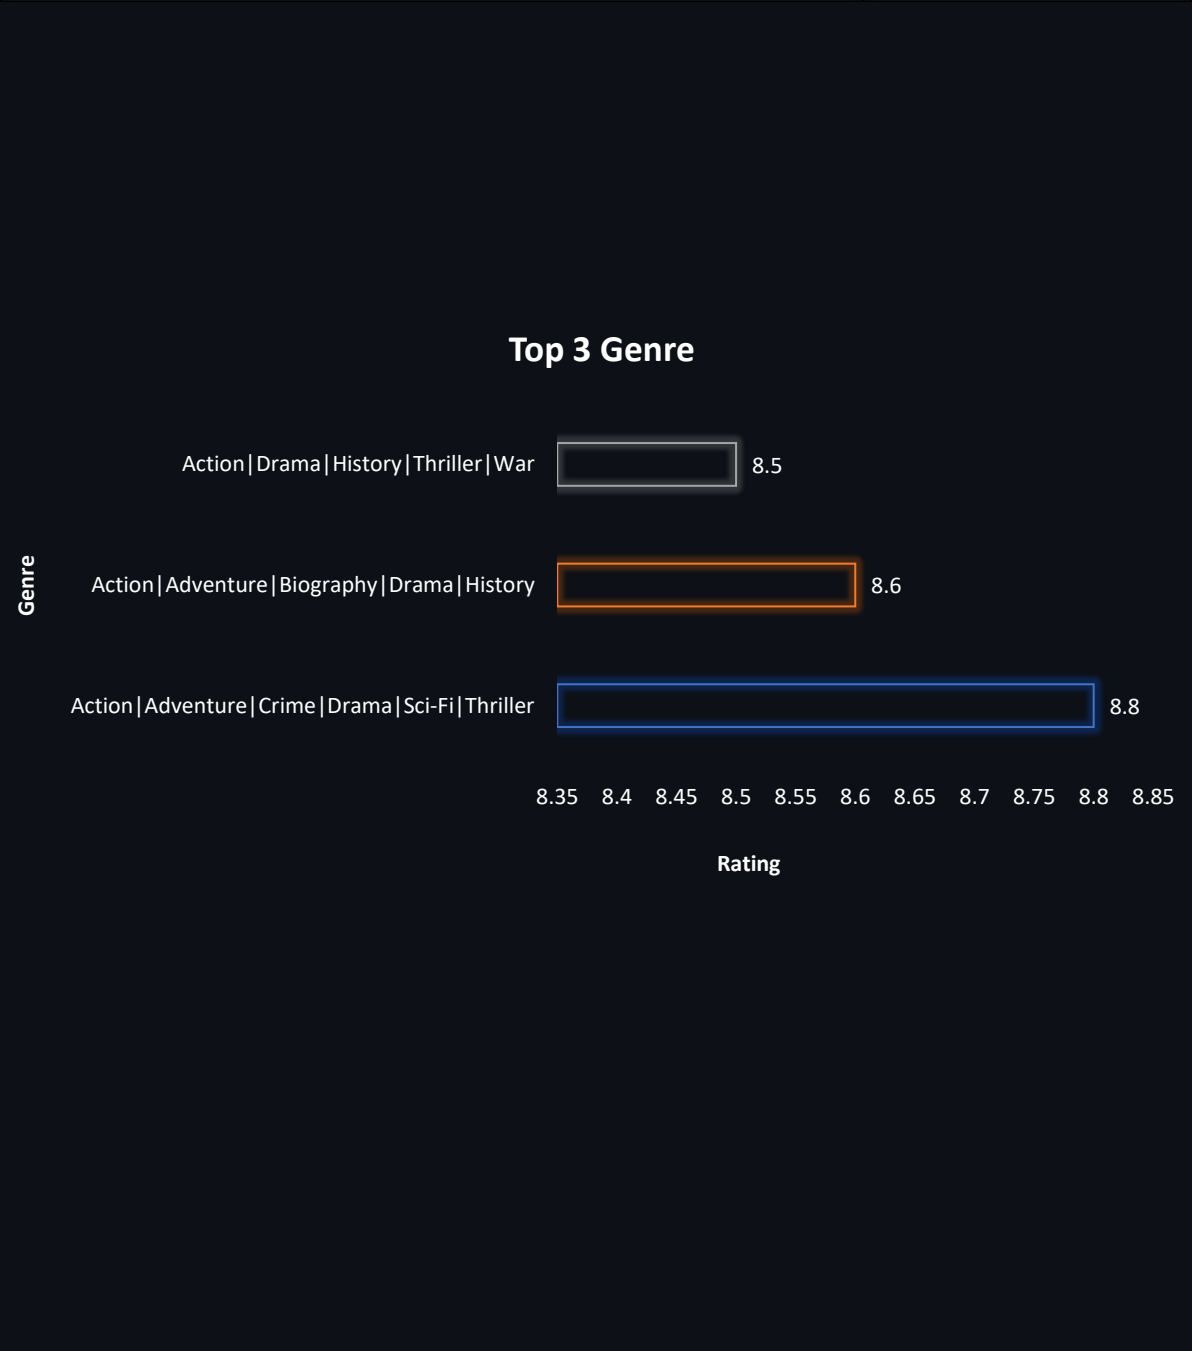 Top 3 Genre
Action|Drama|History|Thriller|War
8.5
Genre
Action|Adventure|Biography|Drama|History
8.6
Action|Adventure|Crime|Drama|Sci-Fi|Thriller
8.8
8.35 8.4 8.45 8.5 8.55 8.6 8.65 8.7 8.75 8.8 8.85
Rating